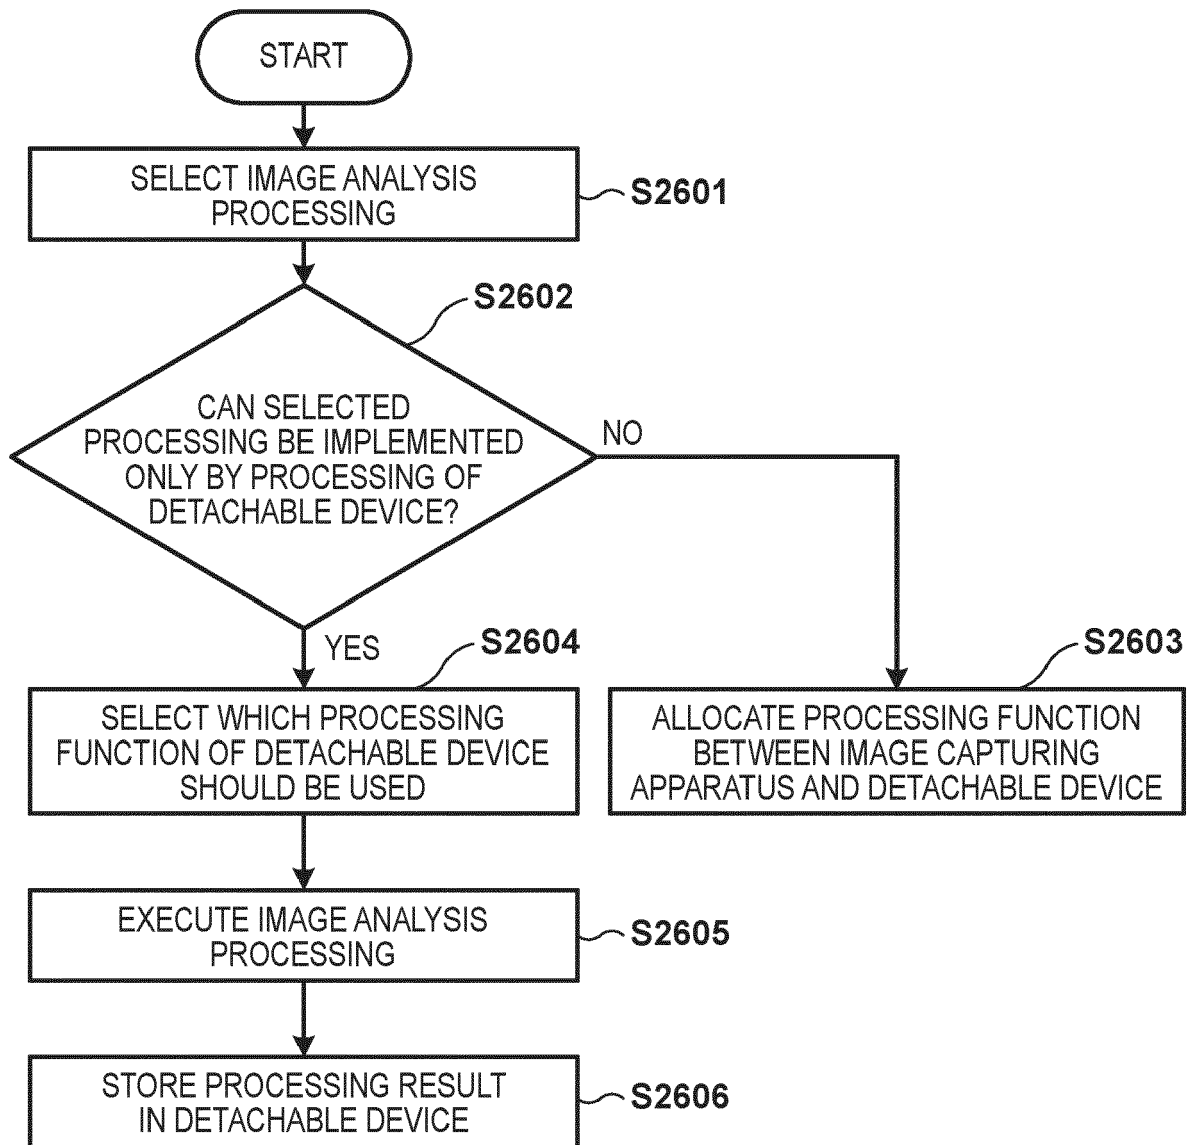 START
SELECT IMAGE ANALYSIS
PROCESSING
S2601
S2602
CAN SELECTED
PROCESSING BE IMPLEMENTED
ONLY BY PROCESSING OF
DETACHABLE DEVICE?
NO
YES
S2604
SELECT WHICH PROCESSING
FUNCTION OF DETACHABLE DEVICE
SHOULD BE USED
S2603
ALLOCATE PROCESSING FUNCTION
BETWEEN IMAGE CAPTURING
APPARATUS AND DETACHABLE DEVICE
EXECUTE IMAGE ANALYSIS
PROCESSING
S2605
STORE PROCESSING RESULT
IN DETACHABLE DEVICE
S2606